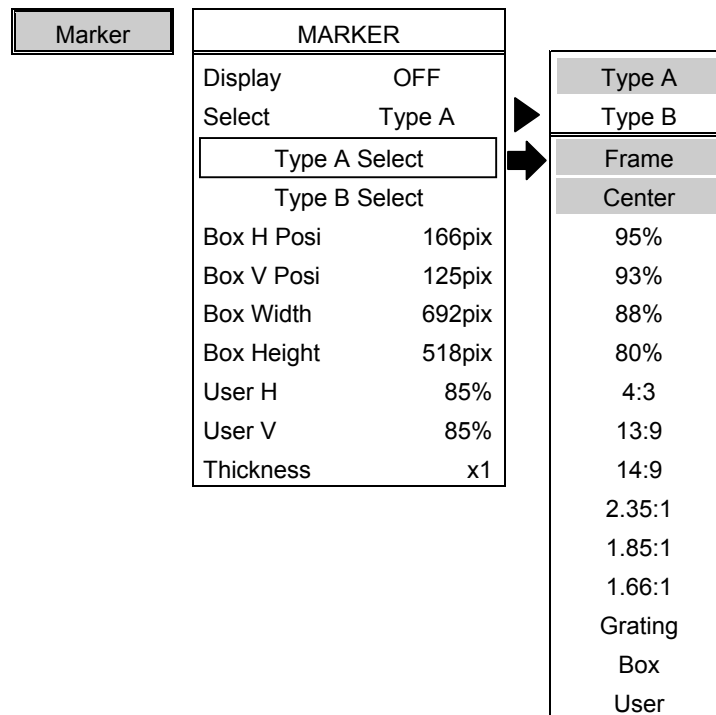 Marker
MARKER
Display OFF
Select Type A
Type A Select
Type B Select
Box H Posi 166pix
Box V Posi 125pix
Box Width 692pix
Box Height 518pix
User H 85%
User V 85%
Thickness x1
Type A
Type B
Frame
Center
95%
93%
88%
80%
4:3
13:9
14:9
2.35:1
1.85:1
1.66:1
Grating
Box
User